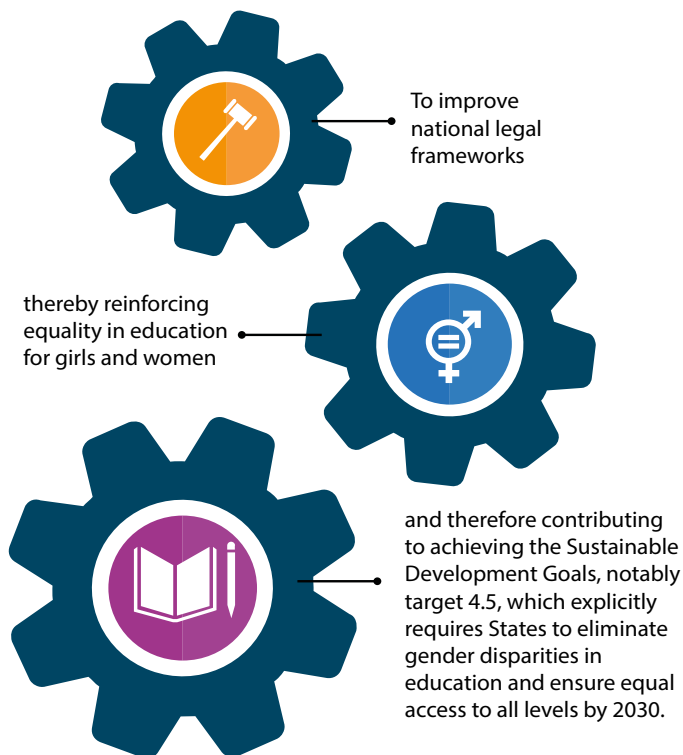 To improve
national legal
frameworks
thereby reinforcing
equality in education
for girls and women
and therefore contributing
to achieving the Sustainable
Development Goals, notably
target 4.5, which explicitly
requires States to eliminate
gender disparities in
education and ensure equal
access to all levels by 2030.